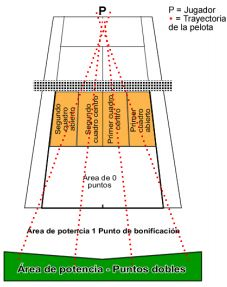 P
P = Jugador
• = Trayectoria
de la pelota
Segundo
cuadro
abierto
Segundo
cuadro centro
Primer cuadro
centro
Primer
cuadro
abierto
Área de 0
puntos
Área de potencia 1 Punto de bonificación
Área de potencia - Puntos dobles